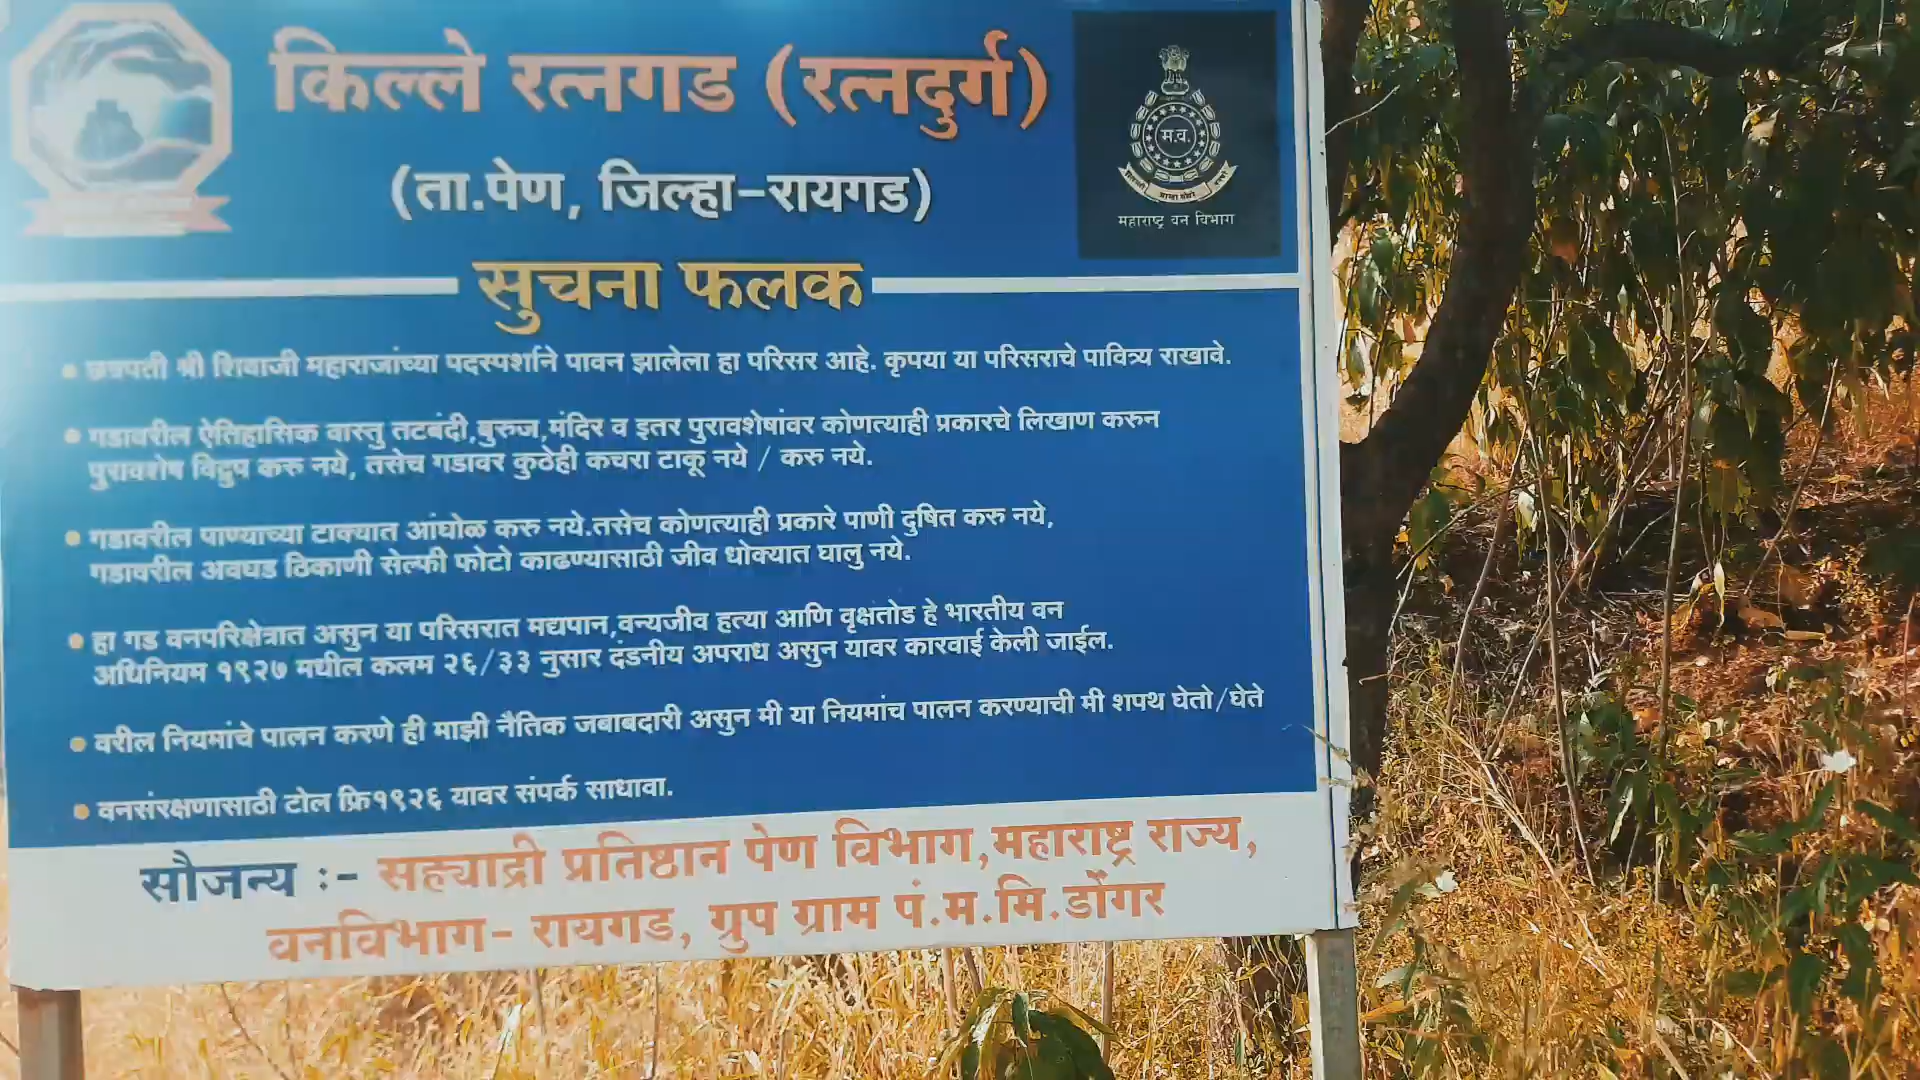 किल्ले रत्नगड (रत्नदुर्ग)
(ता.पेण, जिल्हा-रायगड)
म.व.
महाराष्ट्र वन विभाग
सुचना फलक
छत्रपती श्री शिवाजी महाराजांच्या पदस्पर्शाने पावन झालेला हा परिसर आहे. कृपया या परिसराचे पावित्र्य राखावे.
गडावरील ऐतिहासिक वास्तु तटबंदी,बुरुज,मंदिर व इतर पुरावशेषांवर कोणत्याही प्रकारचे लिखाण करुन
पुरावशेष विद्रुप करु नये, तसेच गडावर कुठेही कचरा टाकू नये / करु नये.
गडावरील पाण्याच्या टाक्यात आंघोळ करु नये.तसेच कोणत्याही प्रकारे पाणी दुषित करु नये,
गडावरील अवघड ठिकाणी सेल्फी फोटो काढण्यासाठी जीव धोक्यात घालु नये.
हा गड वनपरिक्षेत्रात असुन या परिसरात मद्यपान,वन्यजीव हत्या आणि वृक्षतोड हे भारतीय वन
अधिनियम १९२७ मधील कलम २६/३३ नुसार दंडनीय अपराध असुन यावर कारवाई केली जाईल.
वरील नियमांचे पालन करणे ही माझी नैतिक जबाबदारी असुन मी या नियमांच पालन करण्याची मी शपथ घेतो/घेते
वनसंरक्षणासाठी टोल फ्रि१९२६ यावर संपर्क साधावा.
सौजन्य :- सह्याद्री प्रतिष्ठान पेण विभाग,महाराष्ट्र राज्य,
वनविभाग- रायगड, ग्रुप ग्राम पं.म.मि.डोंगर